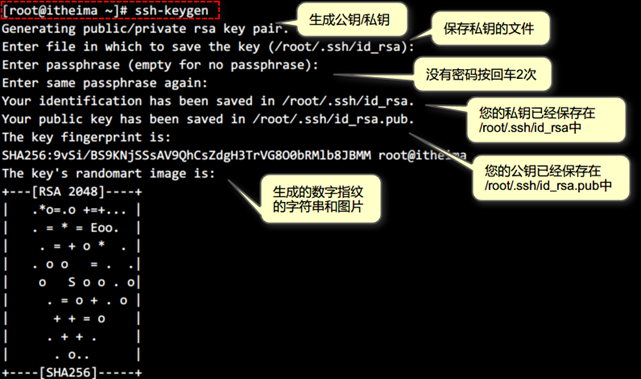 [root@itheima ~]# ssh-keygen
Generating public/private rsa key pair.
生成公钥/私钥
Enter file in which to save the key (/root/.ssh/id_rsa):
保存私钥的文件
Enter passphrase (empty for no passphrase):
Enter same passphrase again:
没有密码按回车2次
Your identification has been saved in /root/.ssh/id_rsa.
您的私钥已经保存在
/root/.ssh/id_rsa中
Your public key has been saved in /root/.ssh/id_rsa.pub.
您的公钥已经保存在
/root/.ssh/id_rsa.pub中
The key fingerprint is:
SHA256:9vSi/BS9KNjSSsAV9QhCsZdgH3TrVG8O0bRMlb8JBMM root@itheima
The key's randomart image is:
生成的数字指纹
的字符串和图片
+---[RSA 2048]----+
|   .*o=.o +=+... |
|   . = * = Eoo.  |
|    . = + o *  . |
|   . o o   = . .|
|    o   S o o . o|
|     . = o + . o |
|      + + = o    |
|     . + + .     |
|      . o..      |
+----[SHA256]-----+